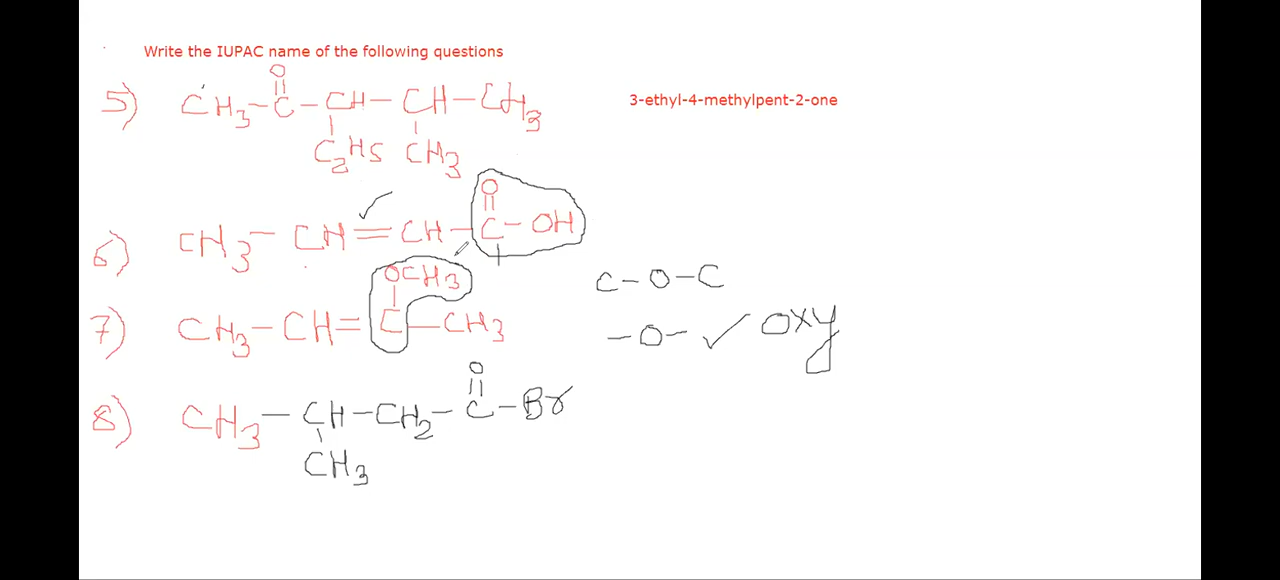 Write the IUPAC name of the following questions
O
5) CH3-C-CH-CH-CH3 3-ethyl-4-methylpent-2-one
C2H5 CH3
O
6) CH3-CH=CH-C-OH
OCH3
C-O-C
7) CH3-CH=C-CH3
-O- ✓ oxy
O
8) CH3-CH-CH2-C-Br
CH3